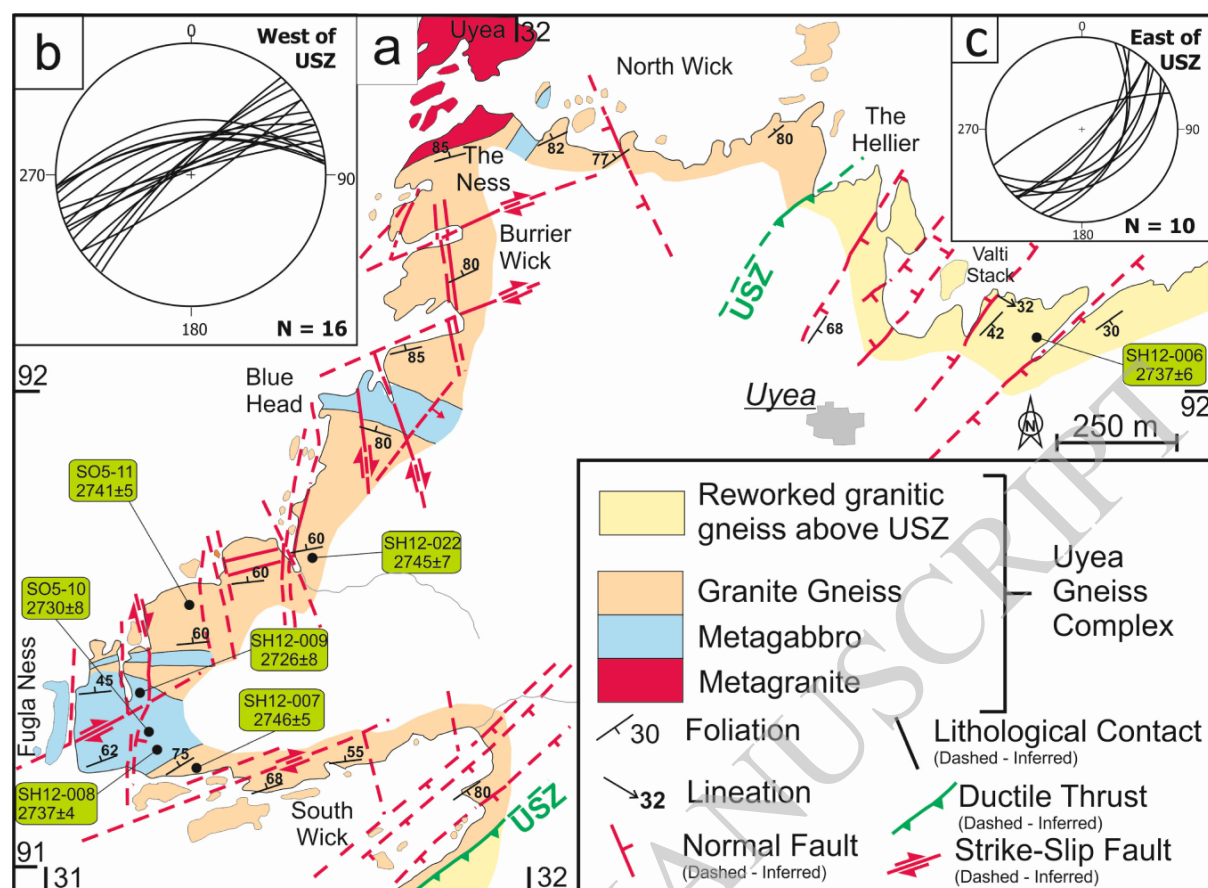 b
0
West of
USZ
270
90
180
N = 16
a
Uyea
32
North Wick
c
0
East of
USZ
270
90
180
N = 10
80
The
Hellier
85
82
77
The
Ness
Burrier
Wick
80
USZ
Valti
Stack
32
68
42
30
SH12-006
2737±6
85
92
92
Blue
Head
Uyea
N
250 m
80
SO5-11
2741±5
60
SH12-022
2745±7
60
SO5-10
2730±8
60
SH12-009
2726±8
45
SH12-007
2746±5
Fugla Ness
62
75
55
68
80
SH12-008
2737±4
South
Wick
USZ
91
31
32
Reworked granitic
gneiss above USZ
Granite Gneiss
Metagabbro
Metagranite
Uyea
Gneiss
Complex
30
Foliation
Lithological Contact
(Dashed - Inferred)
32
Lineation
Ductile Thrust
(Dashed - Inferred)
Normal Fault
(Dashed - Inferred)
Strike-Slip Fault
(Dashed - Inferred)
MANUSCRIPT